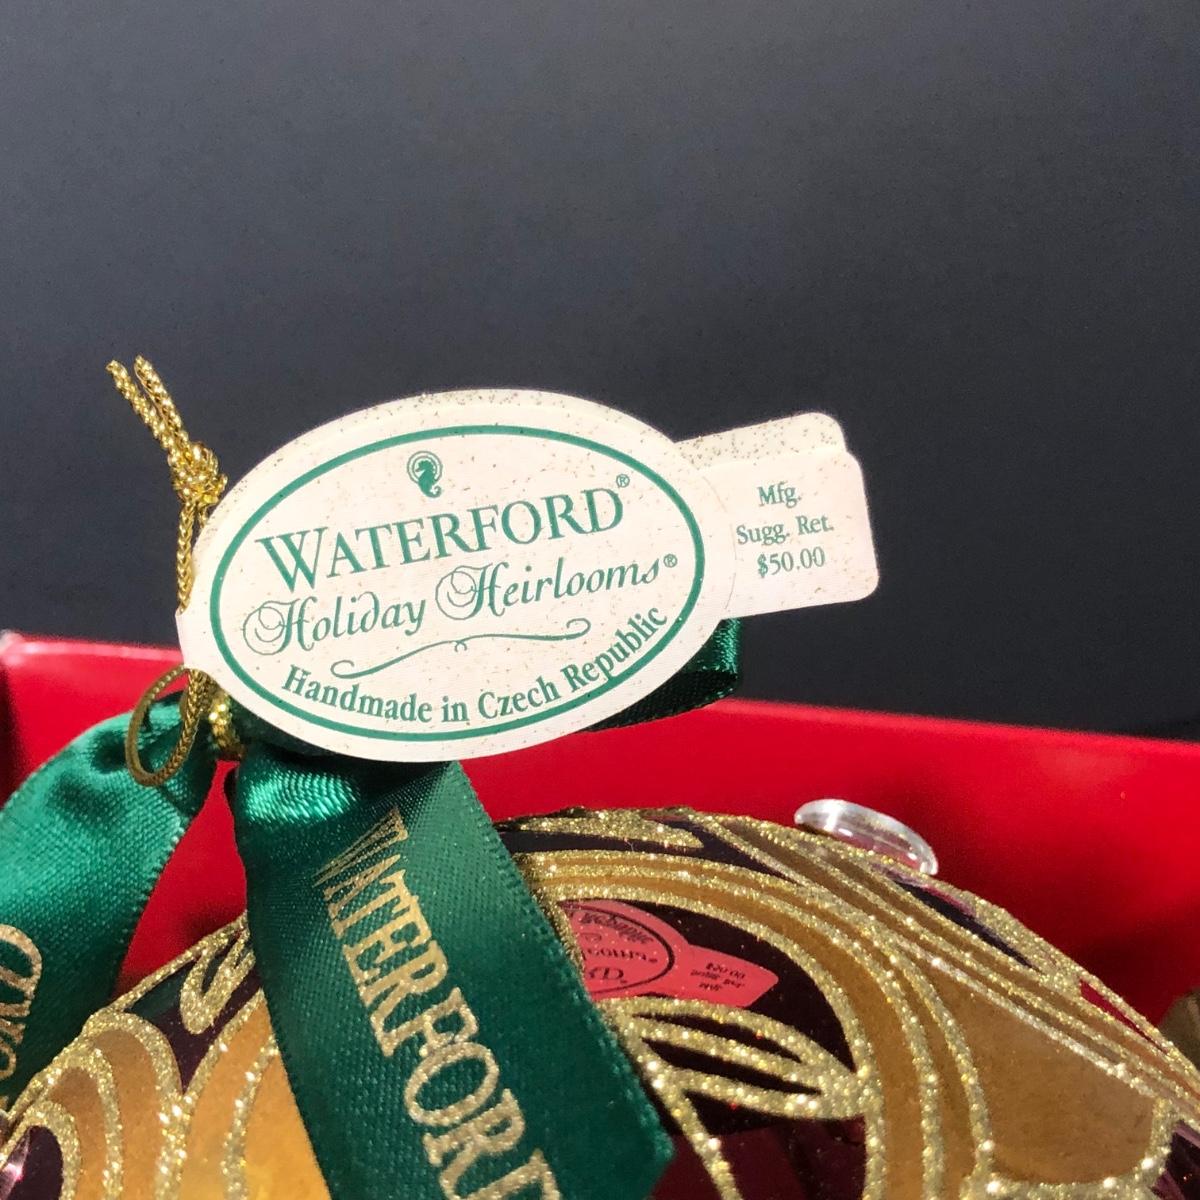 WATERFORD®
Holiday Heirlooms®
Handmade in Czech Republic
Mfg.
Sugg. Ret.
$50.00
WATERFORD